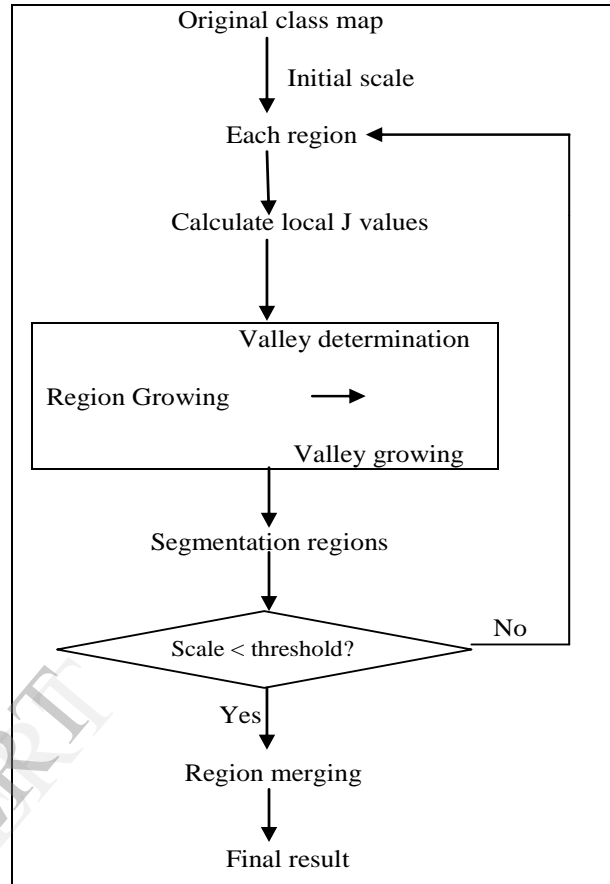 Original class map
Initial scale
Each region
Calculate local J values
Valley determination
Region Growing
Valley growing
Segmentation regions
Scale < threshold?
No
Yes
Region merging
Final result
RT